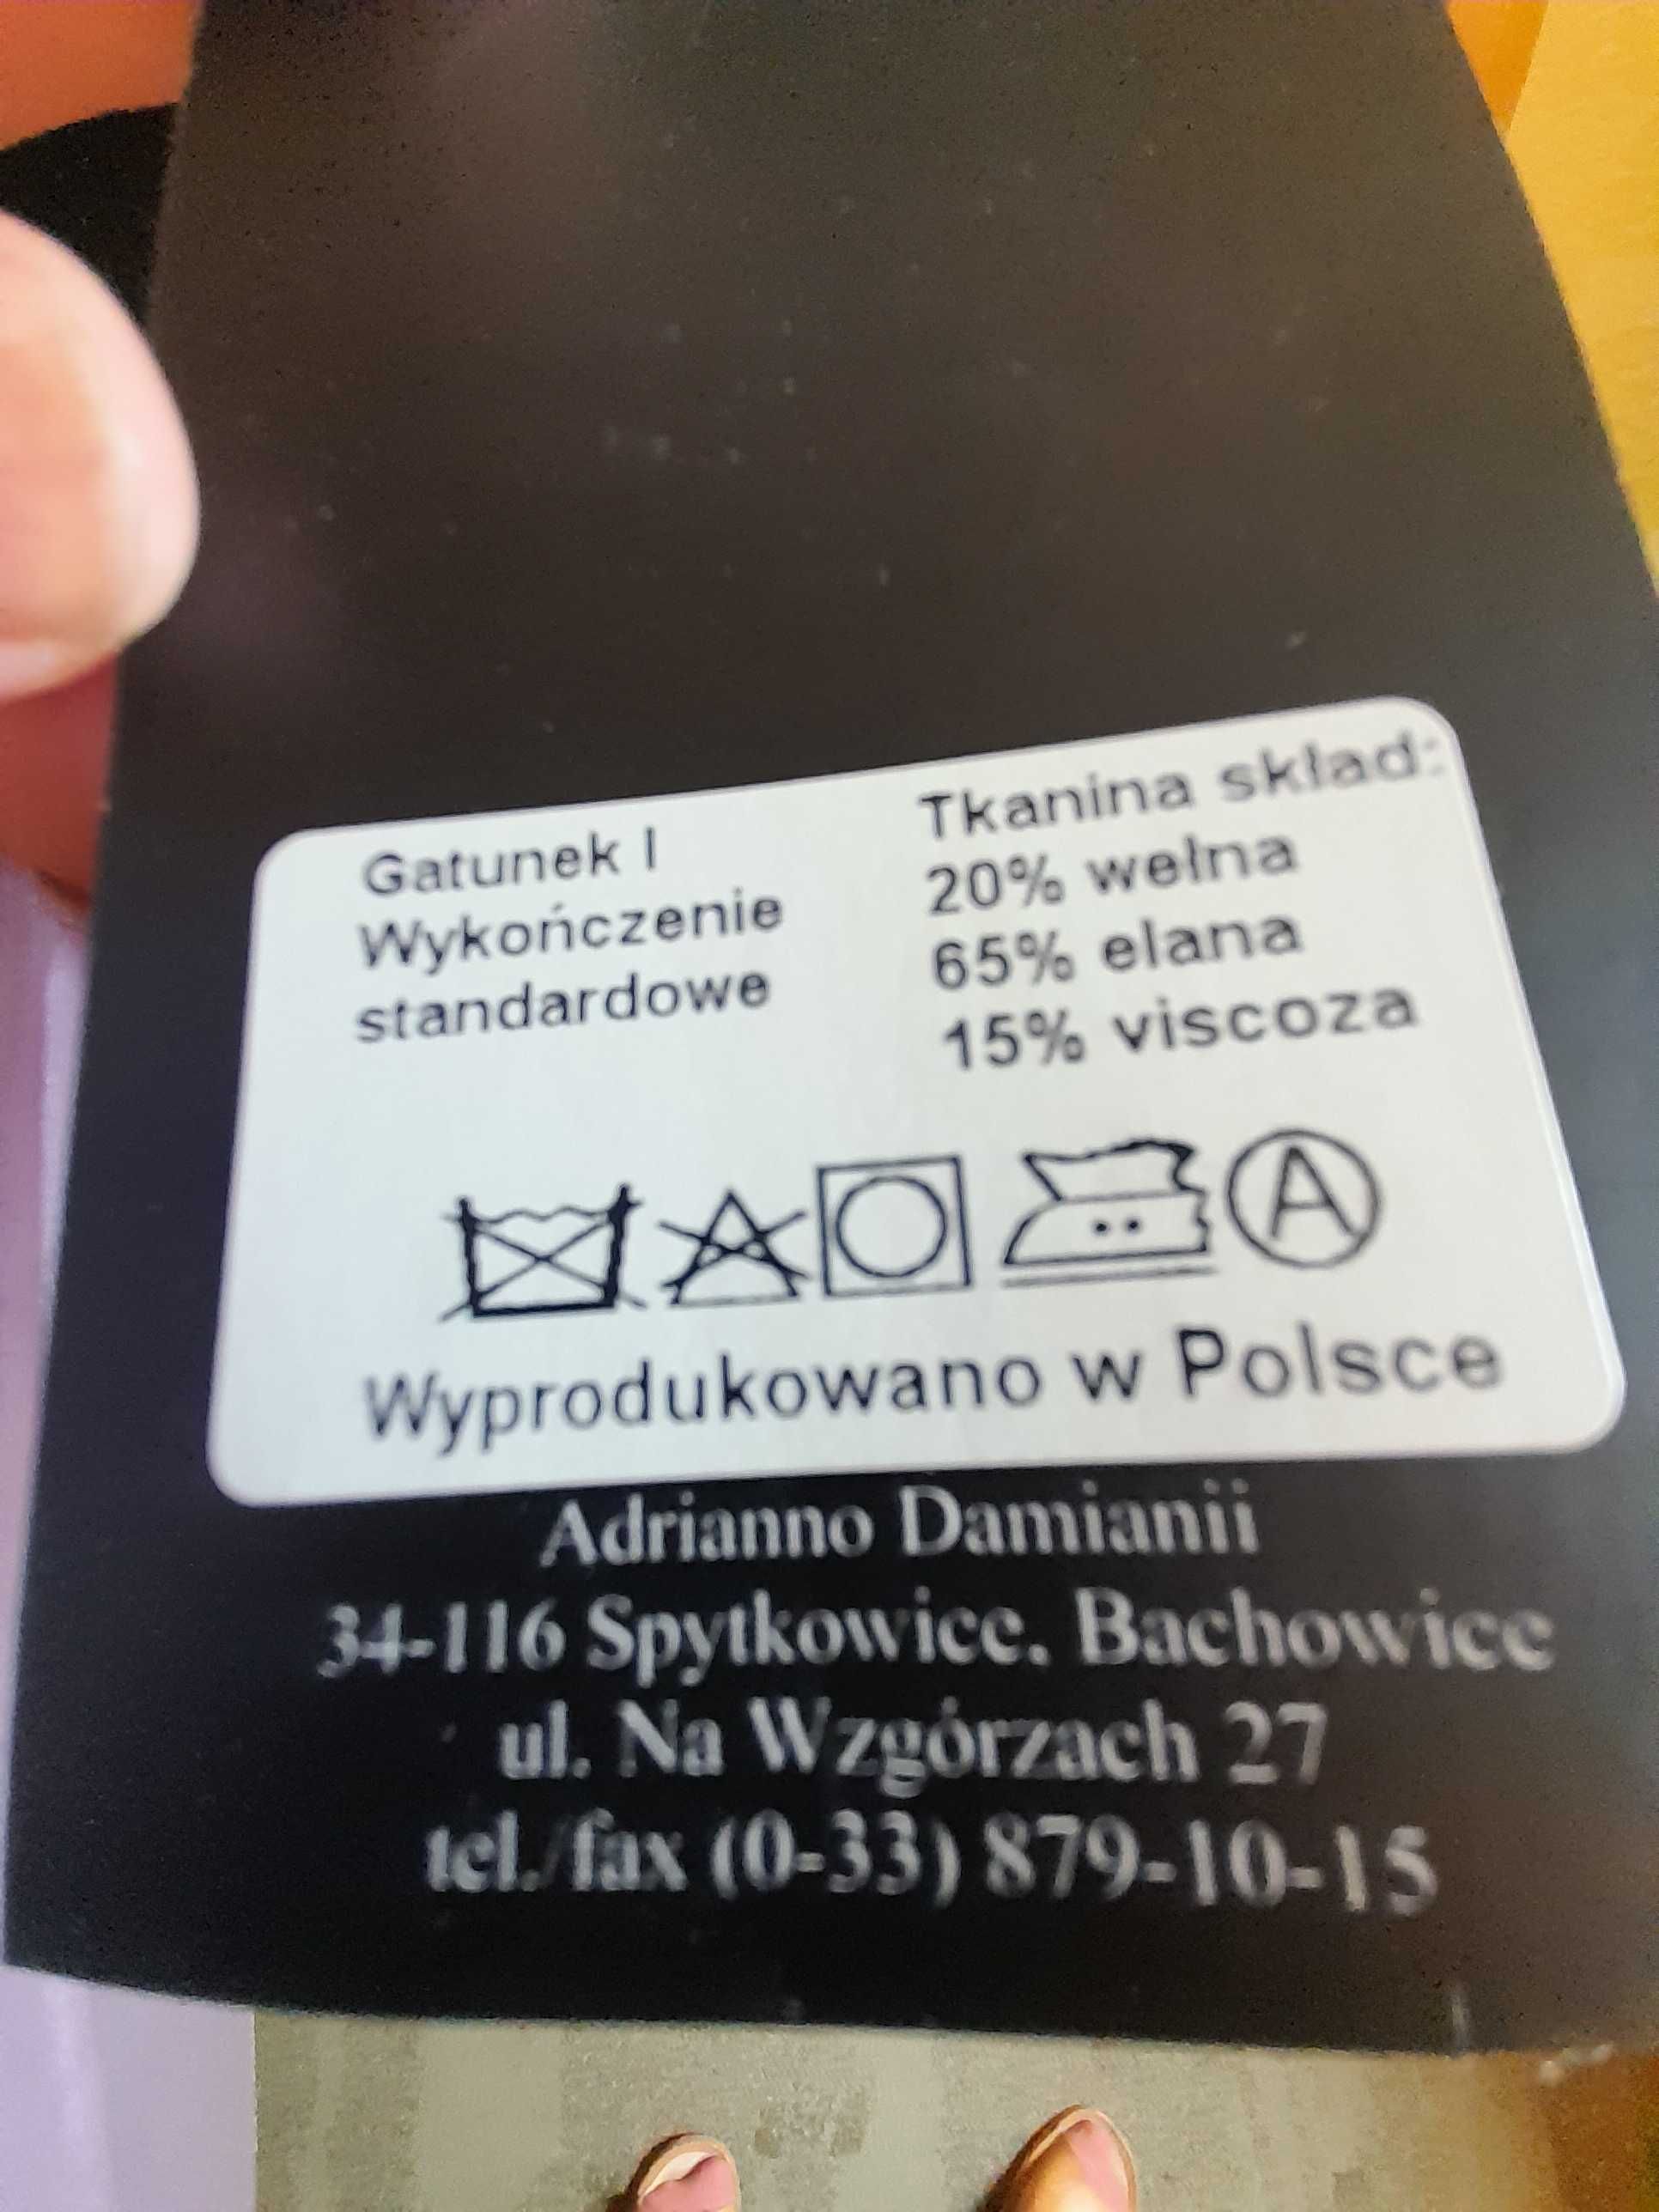 Gatunek I
Wykończenie
standardowe
Tkanina skład:
20% wełna
65% elana
15% viscoza
A
Wyprodukowano w Polsce
Adrianno Damianii
34-116 Spytkowice, Bachowice
ul. Na Wzgórzach 27
tel./fax (0-33) 879-10-15